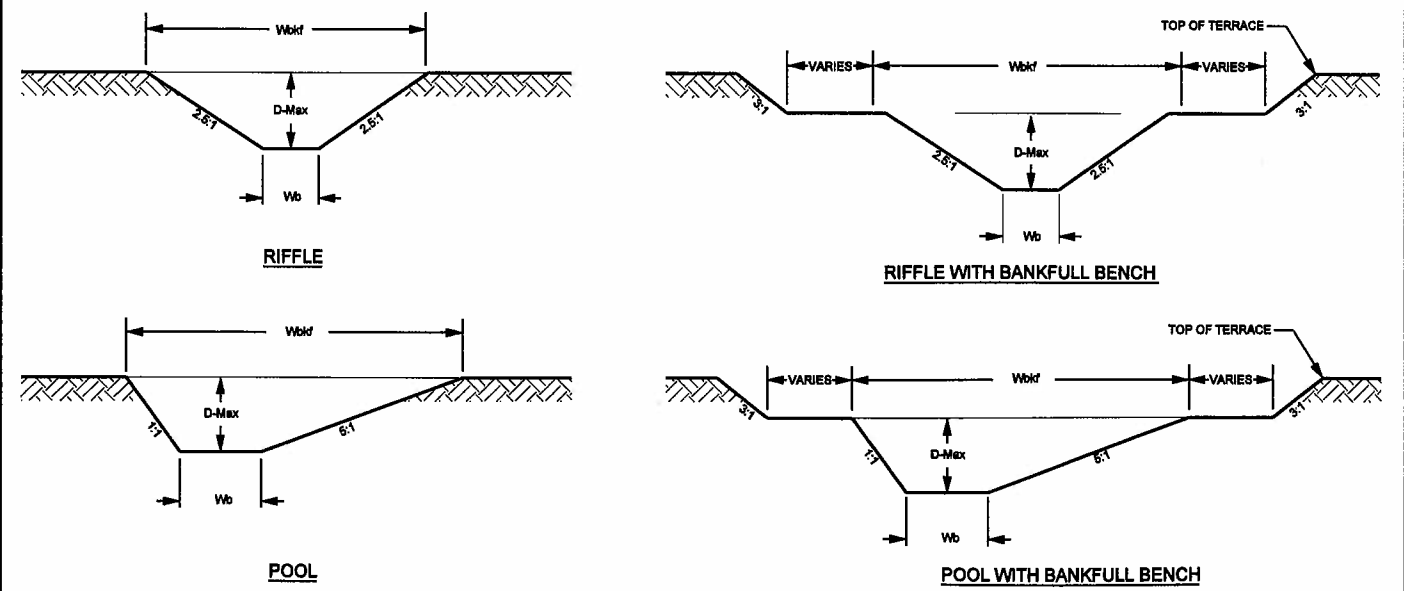 Wbkf
D-Max
2.5:1
2.5:1
Wb
RIFFLE
TOP OF TERRACE
VARIES
Wbkf
VARIES
3:1
3:1
D-Max
2.5:1
2.5:1
Wb
RIFFLE WITH BANKFULL BENCH
Wbkf
D-Max
1:1
5:1
Wb
POOL
TOP OF TERRACE
VARIES
Wbkf
VARIES
3:1
3:1
D-Max
1:1
5:1
Wb
POOL WITH BANKFULL BENCH